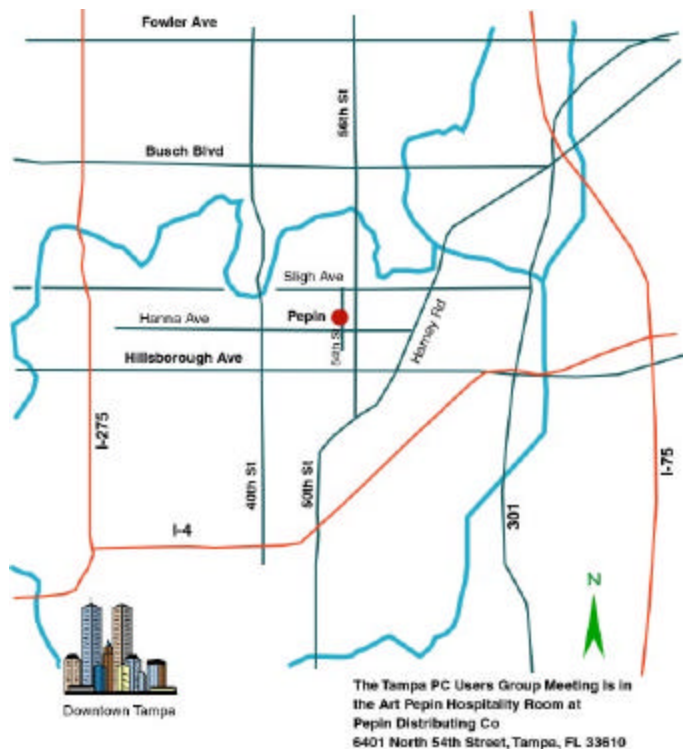 Fowler Ave
56th St
Busch Blvd
Sligh Ave
Hanna Ave
Pepin
54th St
Harney Rd
Hillsborough Ave
I-275
40th St
50th St
I-4
301
I-75
N
Downtown Tampa
The Tampa PC Users Group Meeting is in
the Art Pepin Hospitality Room at
Pepin Distributing Co
6401 North 54th Street, Tampa, FL 33610